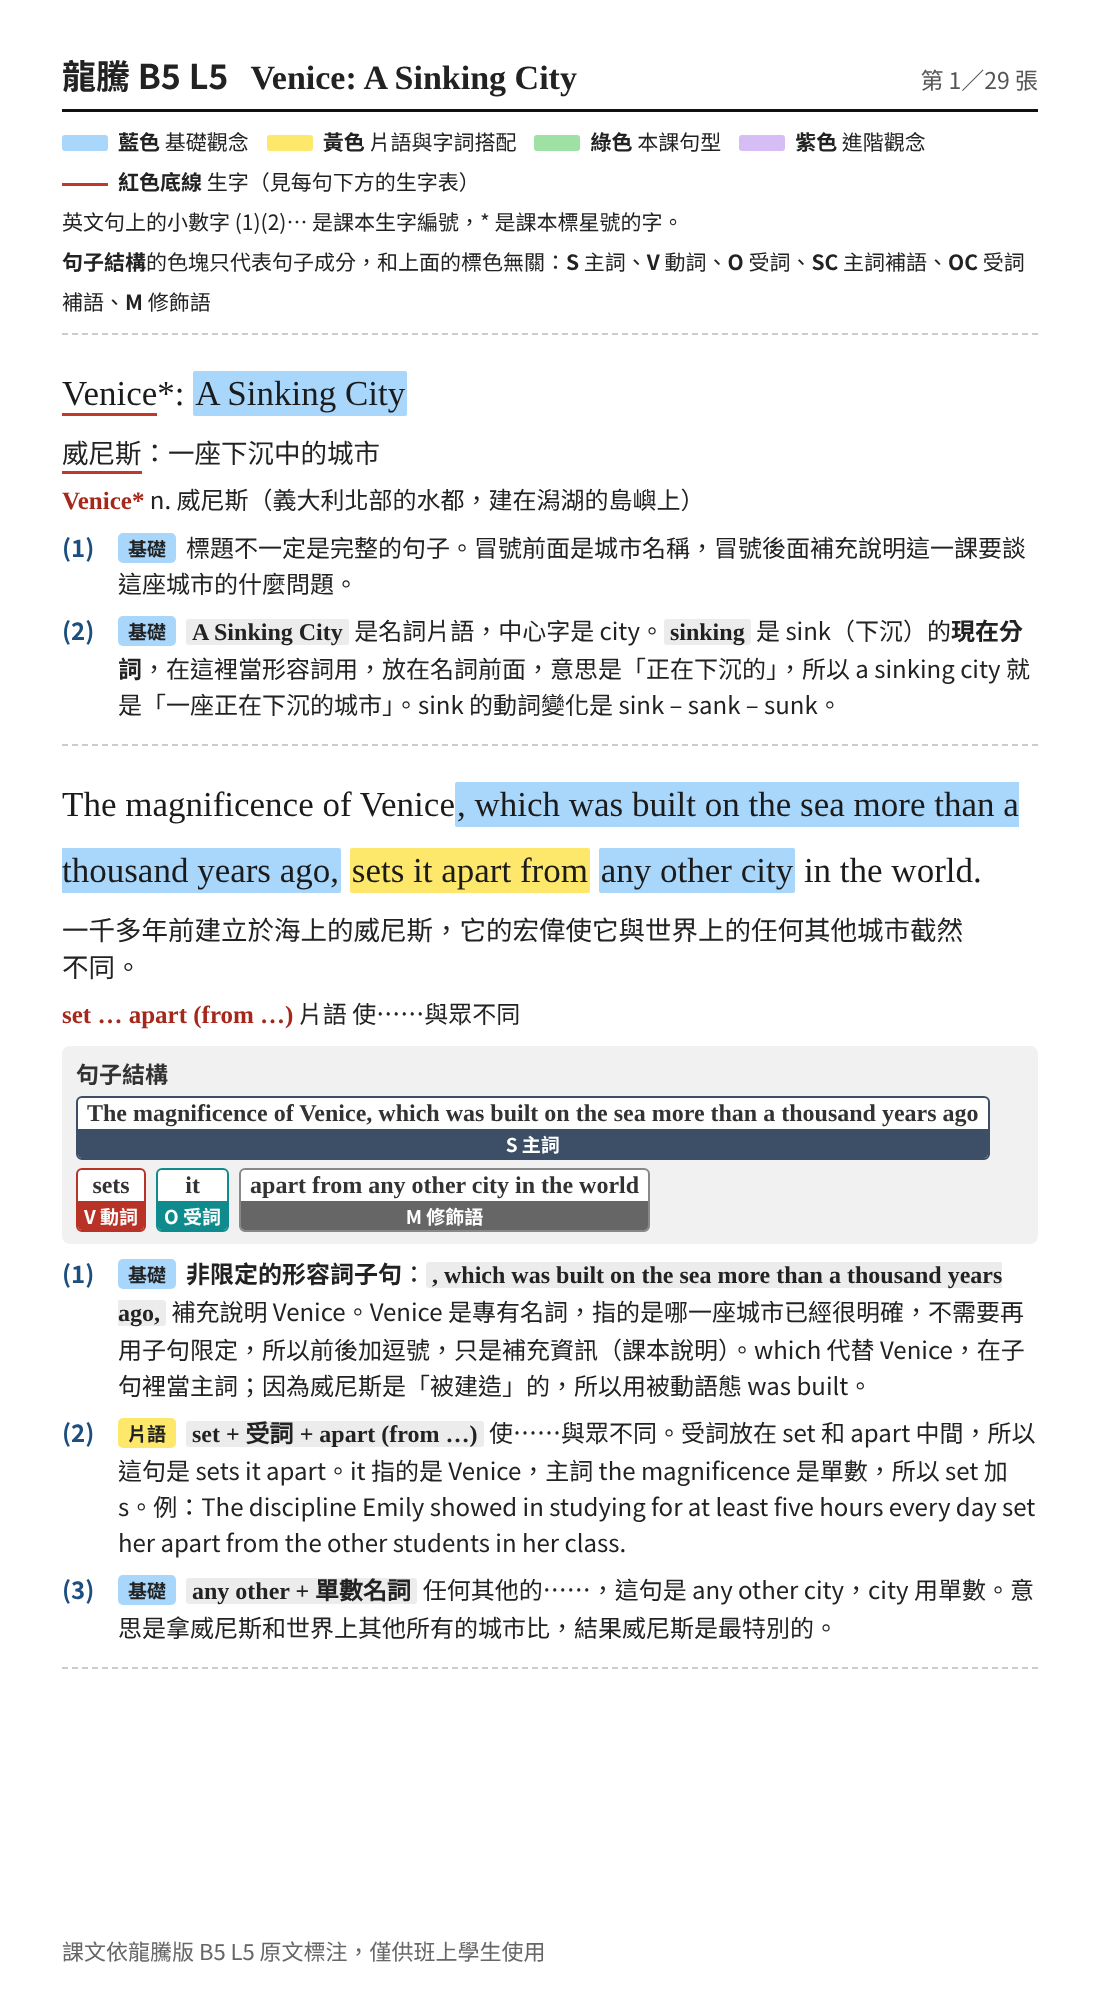 龍騰 B5 L5 Venice: A Sinking City 第 1／29 張
藍色 基礎觀念 黃色 片語與字詞搭配 綠色 本課句型 紫色 進階觀念
紅色底線 生字（見每句下方的生字表）
英文句上的小數字 (1)(2)⋯ 是課本生字編號，* 是課本標星號的字。
句子結構的色塊只代表句子成分，和上面的標色無關：S 主詞、V 動詞、O 受詞、SC 主詞補語、OC 受詞
補語、M 修飾語
Venice*: A Sinking City
威尼斯：一座下沉中的城市
Venice* n. 威尼斯（義大利北部的水都，建在潟湖的島嶼上）
(1) 基礎 標題不一定是完整的句子。冒號前面是城市名稱，冒號後面補充說明這一課要談
這座城市的什麼問題。
(2) 基礎 A Sinking City 是名詞片語，中心字是 city。sinking 是 sink（下沉）的現在分
詞，在這裡當形容詞用，放在名詞前面，意思是「正在下沉的」，所以 a sinking city 就
是「一座正在下沉的城市」。sink 的動詞變化是 sink – sank – sunk。
The magnificence of Venice, which was built on the sea more than a
thousand years ago, sets it apart from any other city in the world.
一千多年前建立於海上的威尼斯，它的宏偉使它與世界上的任何其他城市截然
不同。
set … apart (from …) 片語 使⋯⋯與眾不同
句子結構
The magnificence of Venice, which was built on the sea more than a thousand years ago
S 主詞
sets it apart from any other city in the world
V 動詞 O 受詞 M 修飾語
(1) 基礎 非限定的形容詞子句：, which was built on the sea more than a thousand years
ago, 補充說明 Venice。Venice 是專有名詞，指的是哪一座城市已經很明確，不需要再
用子句限定，所以前後加逗號，只是補充資訊（課本說明）。which 代替 Venice，在子
句裡當主詞；因為威尼斯是「被建造」的，所以用被動語態 was built。
(2) 片語 set + 受詞 + apart (from …) 使⋯⋯與眾不同。受詞放在 set 和 apart 中間，所以
這句是 sets it apart。it 指的是 Venice，主詞 the magnificence 是單數，所以 set 加
s。例：The discipline Emily showed in studying for at least five hours every day set
her apart from the other students in her class.
(3) 基礎 any other + 單數名詞 任何其他的⋯⋯，這句是 any other city，city 用單數。意
思是拿威尼斯和世界上其他所有的城市比，結果威尼斯是最特別的。
課文依龍騰版 B5 L5 原文標注，僅供班上學生使用